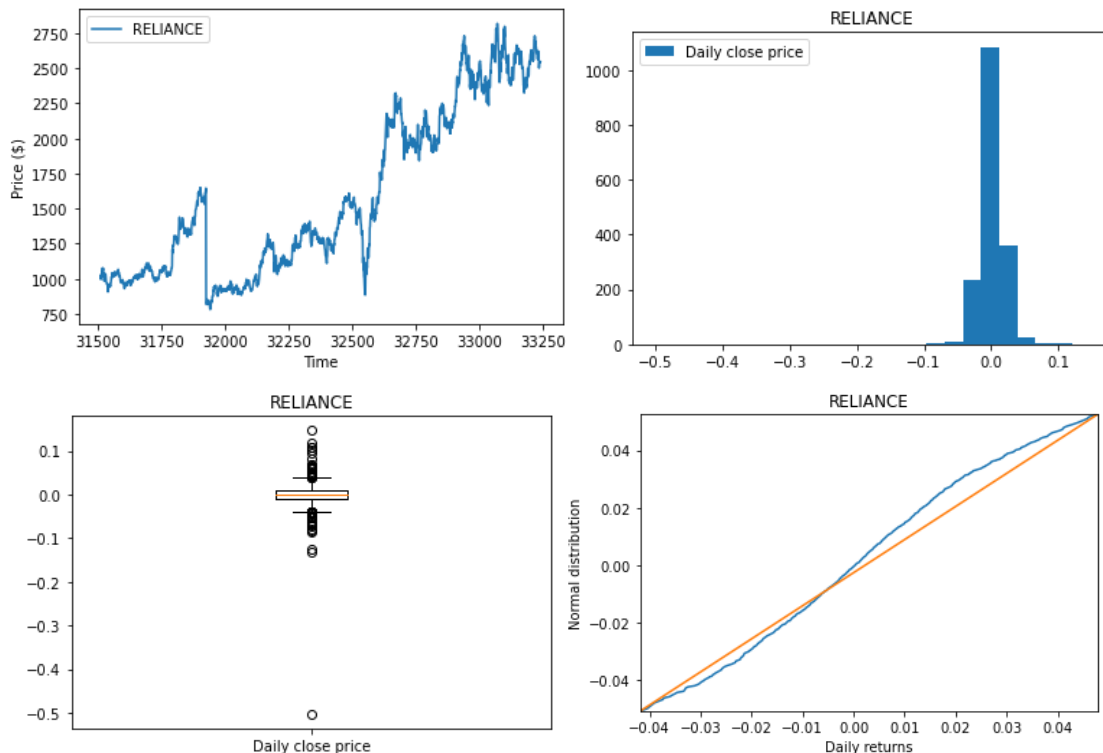 RELIANCE
2750
2500
2250
2000
1750
1500
1250
1000
750
Price ($)
31500 31750 32000 32250 32500 32750 33000 33250
Time
RELIANCE
Daily close price
1000
800
600
400
200
0
−0.5 −0.4 −0.3 −0.2 −0.1 0.0 0.1
RELIANCE
0.1
0.0
−0.1
−0.2
−0.3
−0.4
−0.5
Daily close price
RELIANCE
0.04
0.02
0.00
−0.02
−0.04
Normal distribution
−0.04 −0.03 −0.02 −0.01 0.00 0.01 0.02 0.03 0.04
Daily returns